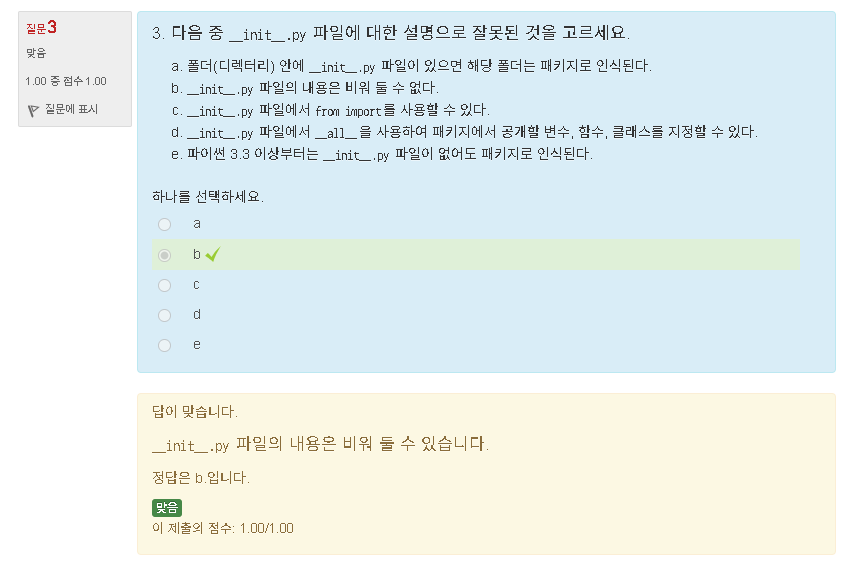 질문 3
맞음
1.00 중 점수 1.00
질문에 표시
3. 다음 중 __init__.py 파일에 대한 설명으로 잘못된 것을 고르세요.
a. 폴더(디렉터리) 안에 __init__.py 파일이 있으면 해당 폴더는 패키지로 인식된다.
b. __init__.py 파일의 내용은 비워 둘 수 없다.
c. __init__.py 파일에서 from import를 사용할 수 있다.
d. __init__.py 파일에서 __all__을 사용하여 패키지에서 공개할 변수, 함수, 클래스를 지정할 수 있다.
e. 파이썬 3.3 이상부터는 __init__.py 파일이 없어도 패키지로 인식된다.
하나를 선택하세요.
a
b
c
d
e
답이 맞습니다.
__init__.py 파일의 내용은 비워 둘 수 있습니다.
정답은 b.입니다.
맞음
이 제출의 점수: 1.00/1.00